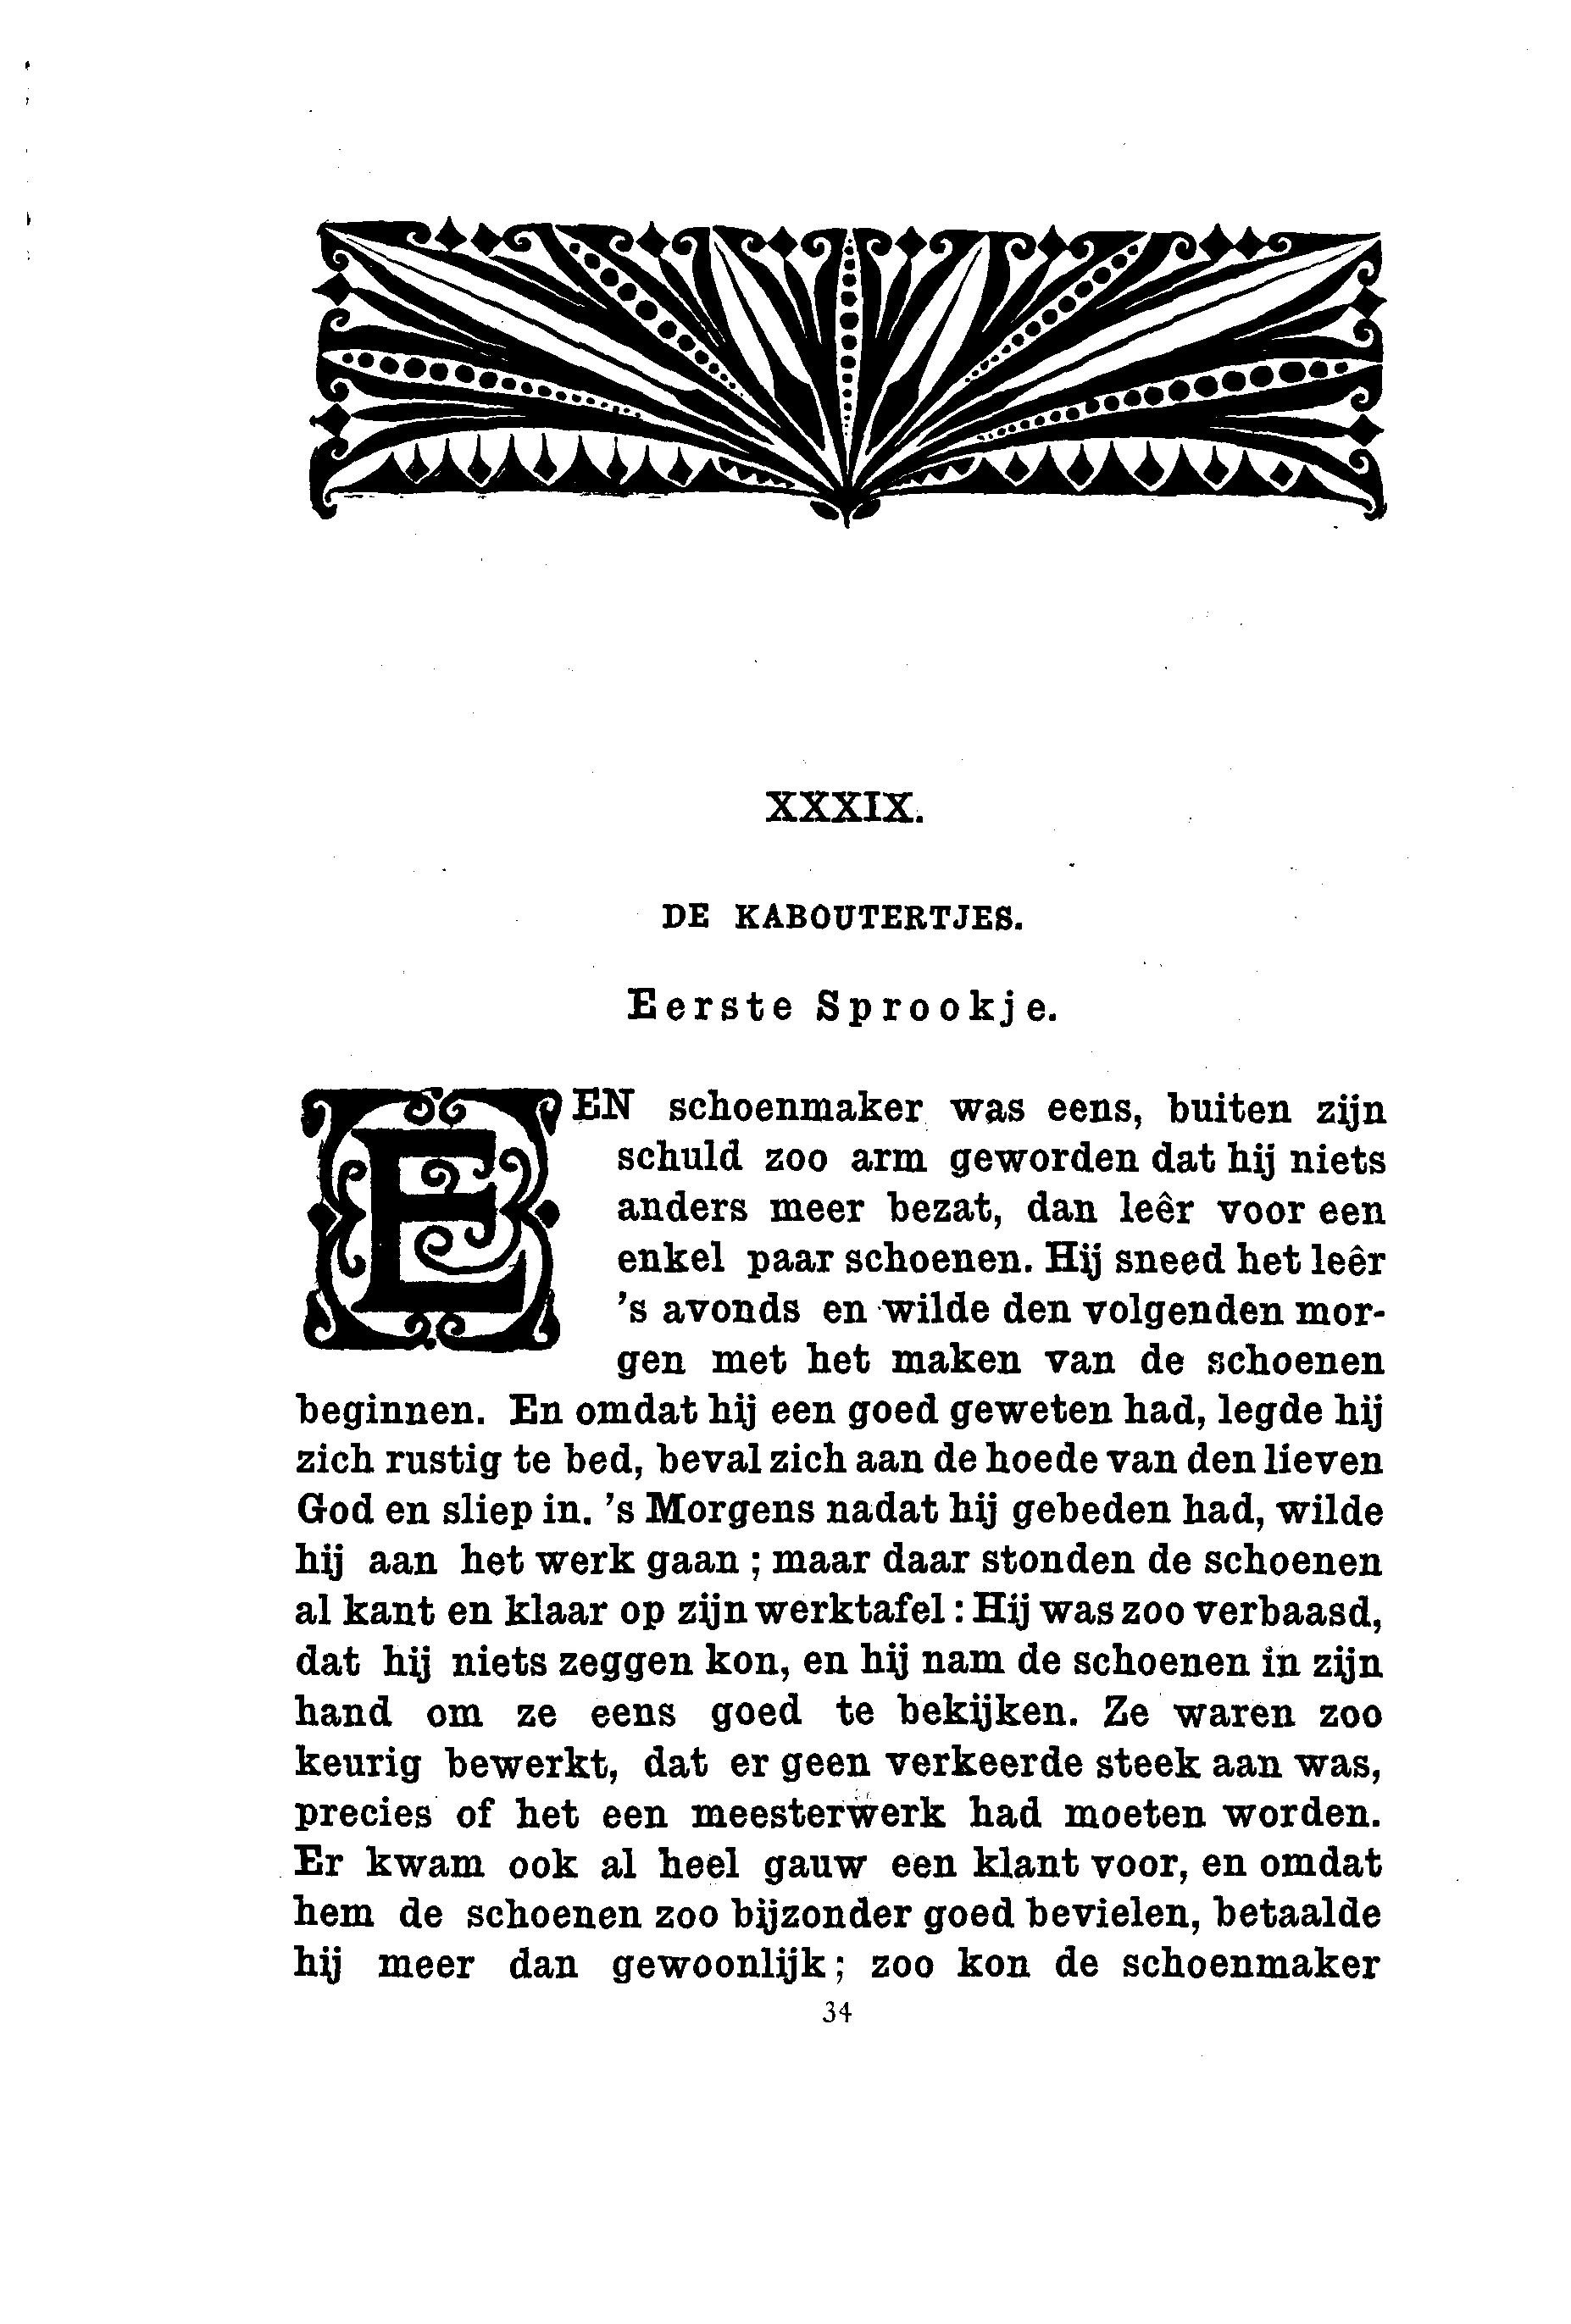 XXXIX.
DE KABOUTERTJES.
Eerste Sprookje.
EEN schoenmaker was eens, buiten zijn
schuld zoo arm geworden dat hij niets
anders meer bezat, dan leêr voor een
enkel paar schoenen. Hij sneed het leêr
's avonds en wilde den volgenden mor-
gen met het maken van de schoenen
beginnen. En omdat hij een goed geweten had, legde hij
zich rustig te bed, beval zich aan de hoede van den lieven
God en sliep in. 's Morgens nadat hij gebeden had, wilde
hij aan het werk gaan ; maar daar stonden de schoenen
al kant en klaar op zijn werktafel : Hij was zoo verbaasd,
dat hij niets zeggen kon, en hij nam de schoenen in zijn
hand om ze eens goed te bekijken. Ze waren zoo
keurig bewerkt, dat er geen verkeerde steek aan was,
precies of het een meesterwerk had moeten worden.
Er kwam ook al heel gauw een klant voor, en omdat
hem de schoenen zoo bijzonder goed bevielen, betaalde
hij meer dan gewoonlijk ; zoo kon de schoenmaker
34